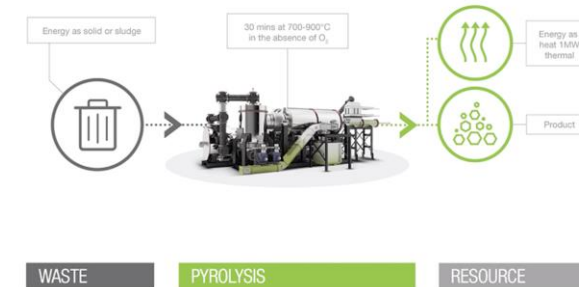 Energy as solid or sludge
30 mins at 700-900°C
in the absence of O₂
Energy as
heat 1MW
thermal
Product
WASTE
PYROLYSIS
RESOURCE